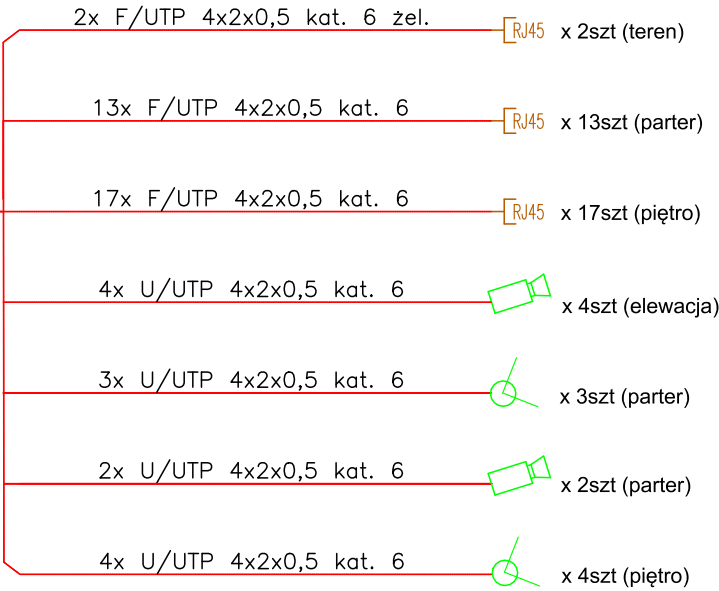 2x F/UTP 4x2x0,5 kat. 6 żel. RJ45 x 2szt (teren)
13x F/UTP 4x2x0,5 kat. 6 RJ45 x 13szt (parter)
17x F/UTP 4x2x0,5 kat. 6 RJ45 x 17szt (piętro)
4x U/UTP 4x2x0,5 kat. 6 x 4szt (elewacja)
3x U/UTP 4x2x0,5 kat. 6 x 3szt (parter)
2x U/UTP 4x2x0,5 kat. 6 x 2szt (parter)
4x U/UTP 4x2x0,5 kat. 6 x 4szt (piętro)